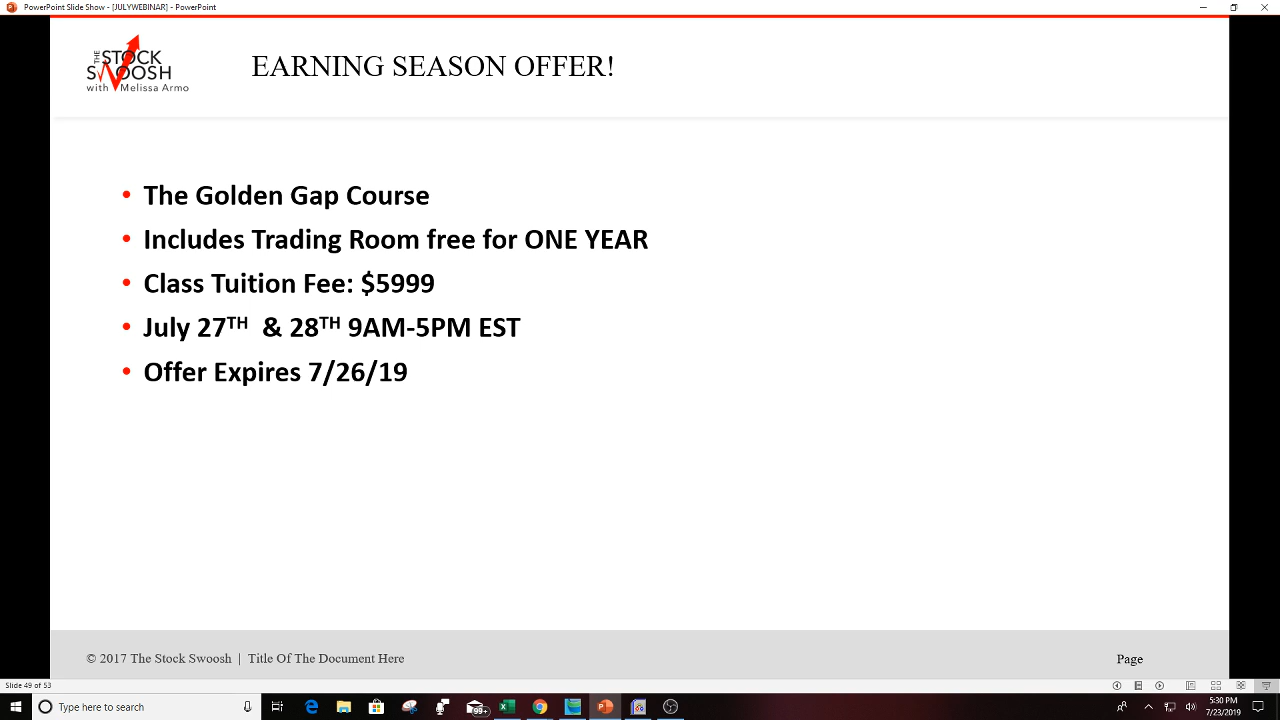 PowerPoint Slide Show - [JULYWEBINAR] - PowerPoint
THE
STOCK
SWOOSH
with Melissa Armo
EARNING SEASON OFFER!
• The Golden Gap Course
• Includes Trading Room free for ONE YEAR
• Class Tuition Fee: $5999
• July 27TH & 28TH 9AM-5PM EST
• Offer Expires 7/26/19
© 2017 The Stock Swoosh | Title Of The Document Here
Page
Slide 49 of 53
Type here to search
99+
5:30 PM
7/23/2019